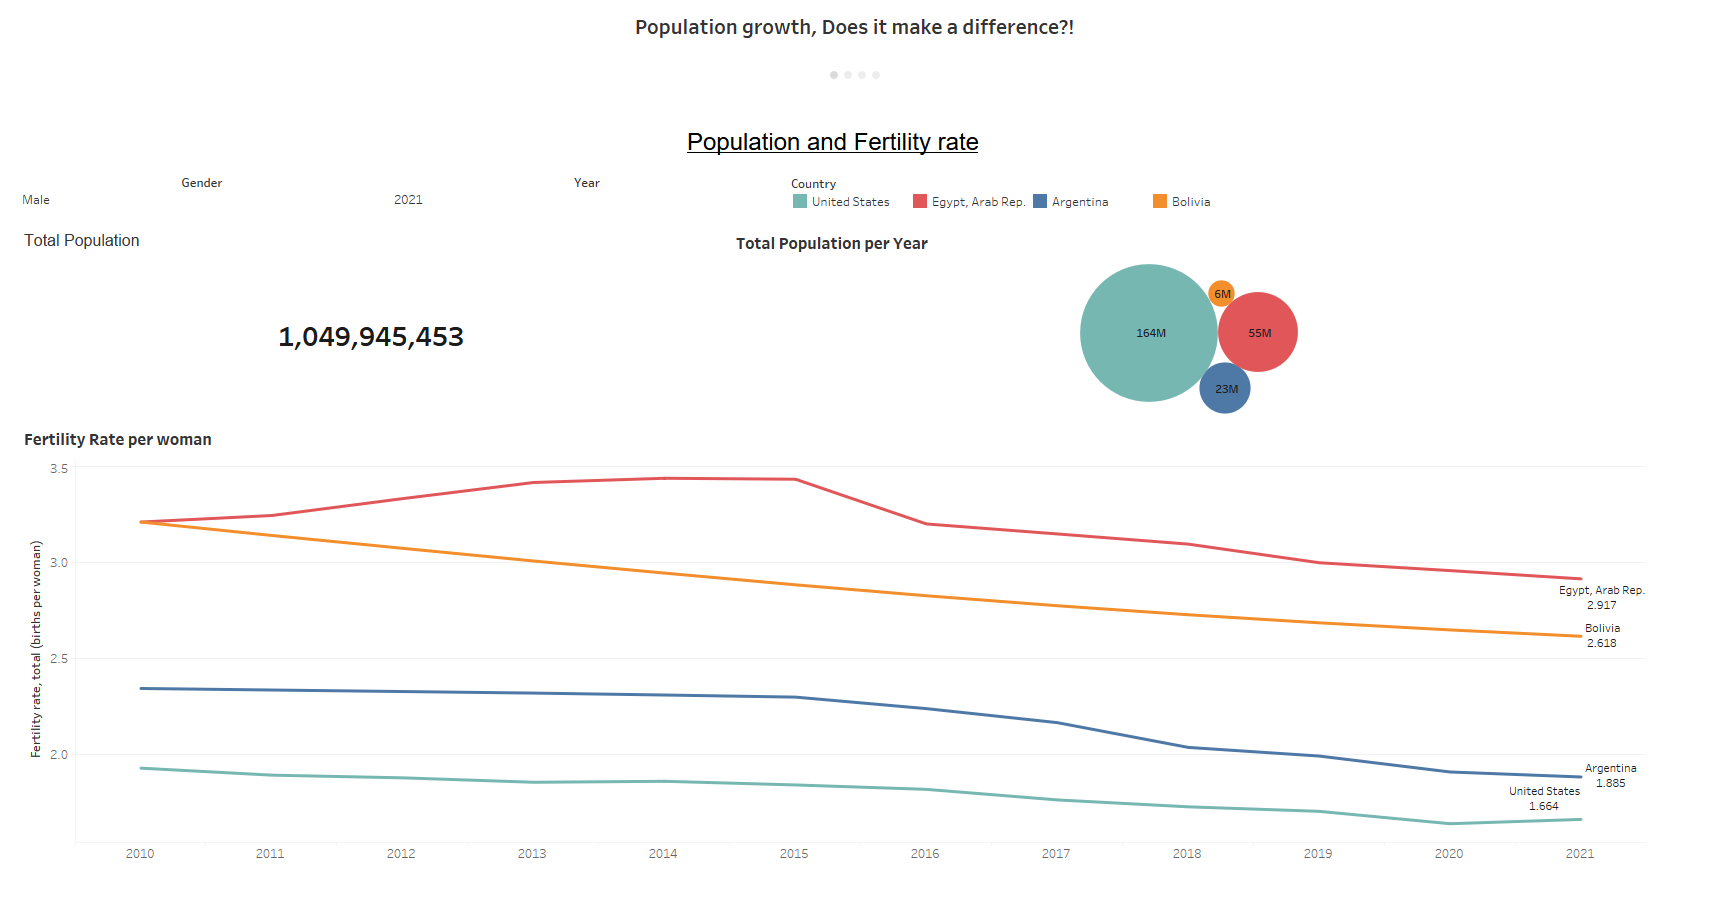 Population growth, Does it make a difference?!
Population and Fertility rate
Gender
Year
Country
Male
2021
United States
Egypt, Arab Rep.
Argentina
Bolivia
Total Population
Total Population per Year
1,049,945,453
164M
6M
55M
23M
Fertility Rate per woman
Fertility rate, total (births per woman)
3.5
3.0
2.5
2.0
Egypt, Arab Rep.
2.917
Bolivia
2.618
Argentina
1.885
United States
1.664
2010
2011
2012
2013
2014
2015
2016
2017
2018
2019
2020
2021